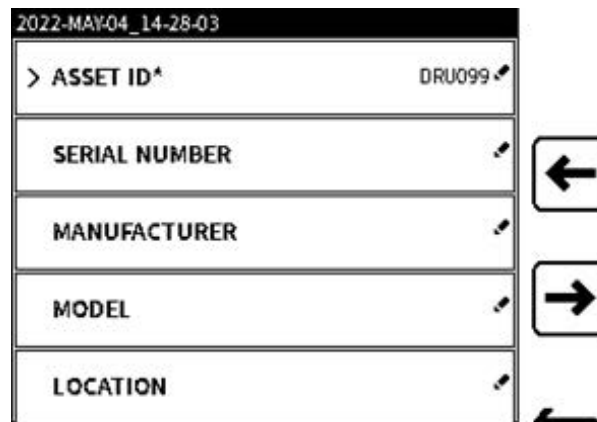 2022-MAY-04_14-28-03
> ASSET ID* DRU099
SERIAL NUMBER
MANUFACTURER
MODEL
LOCATION